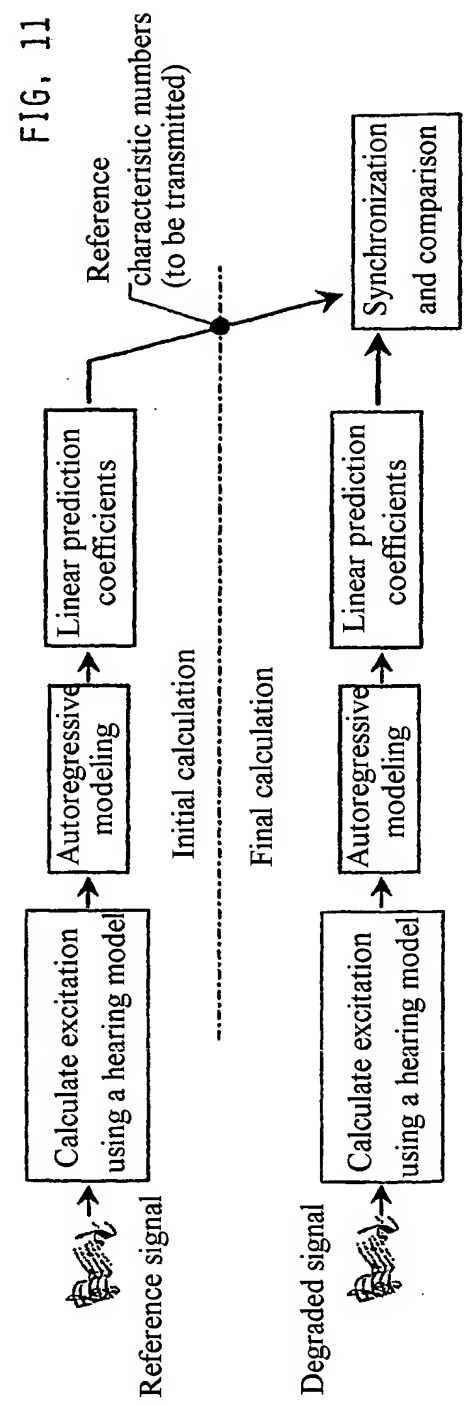 FIG. 11
Reference
characteristic numbers
(to be transmitted)
Reference signal
Calculate excitation
using a hearing model
Autoregressive
modeling
Linear prediction
coefficients
Initial calculation
Final calculation
Degraded signal
Calculate excitation
using a hearing model
Autoregressive
modeling
Linear prediction
coefficients
Synchronization
and comparison